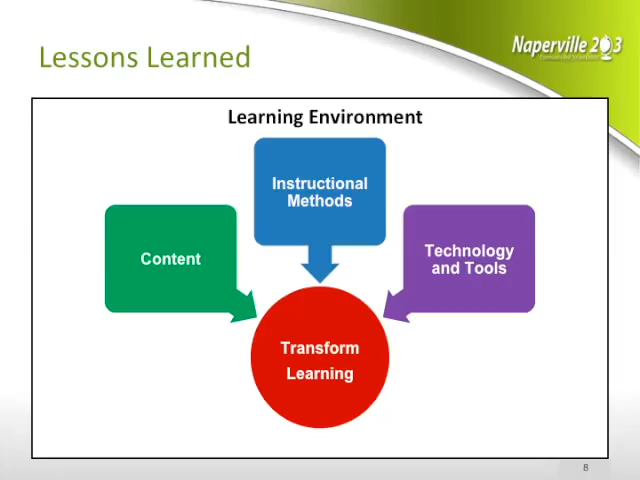 Naperville 203
Lessons Learned
Learning Environment
Instructional
Methods
Content
Technology
and Tools
Transform
Learning
8